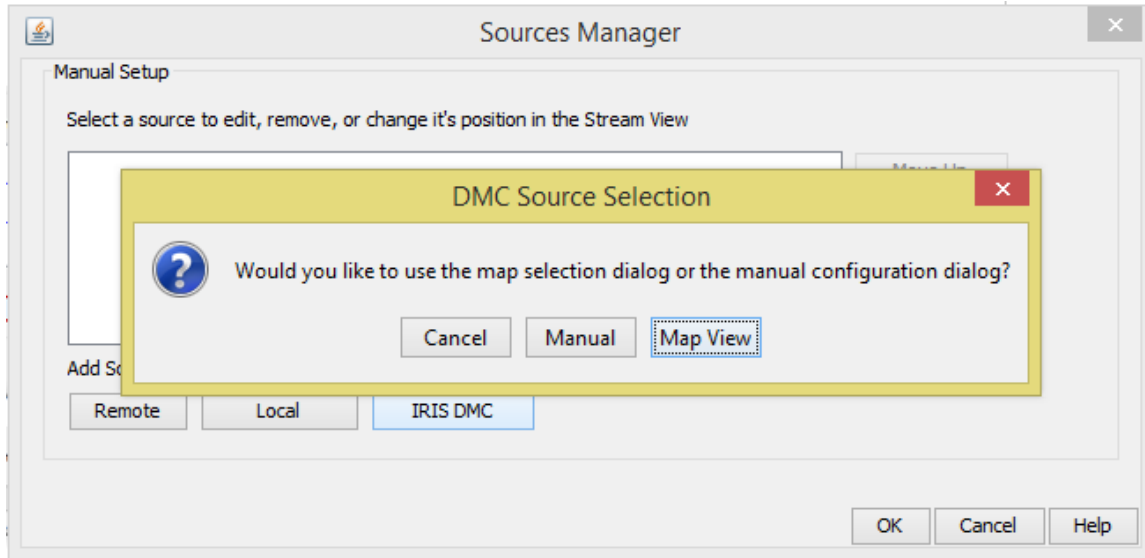 Sources Manager
Manual Setup
Select a source to edit, remove, or change it's position in the Stream View
DMC Source Selection
Would you like to use the map selection dialog or the manual configuration dialog?
Cancel Manual Map View
Add
Remote Local IRIS DMC
OK Cancel Help